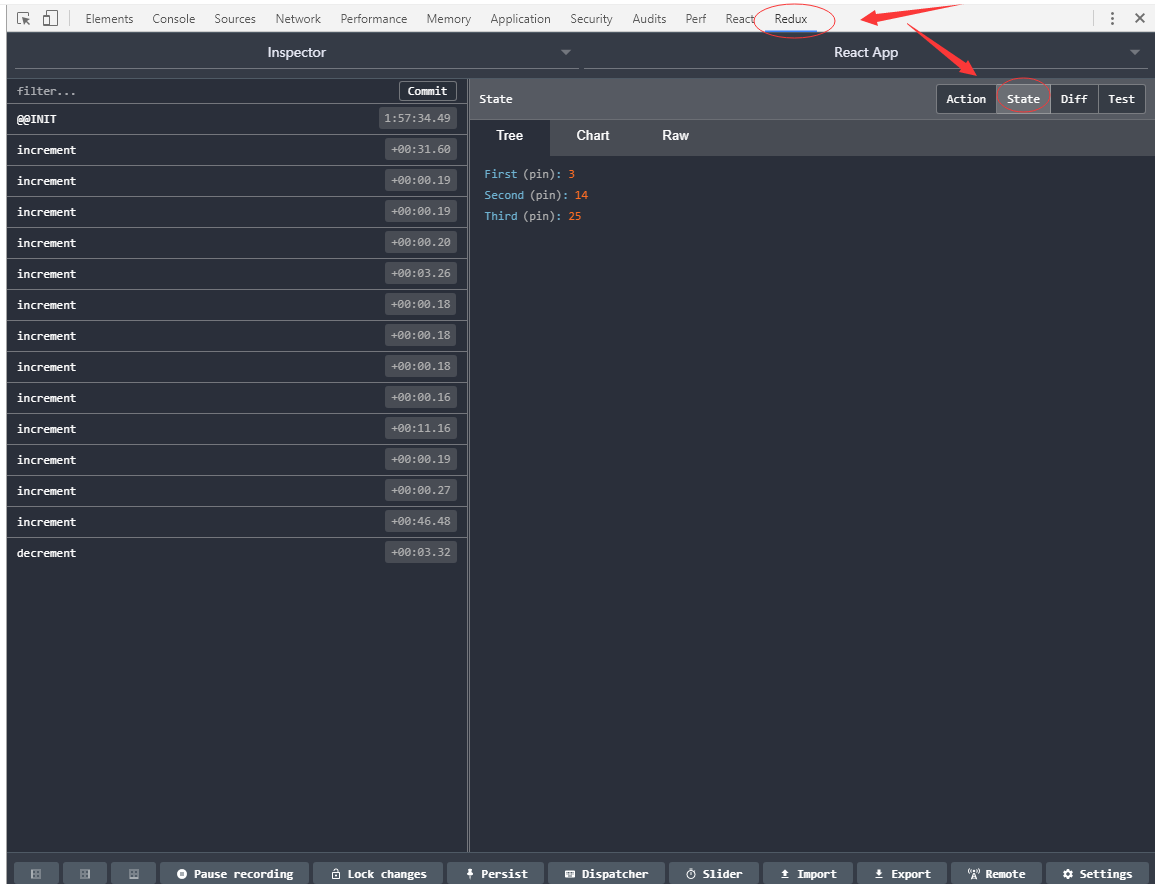 Elements Console Sources Network Performance Memory Application Security Audits Perf React Redux
Inspector React App
filter... Commit
State Action State Diff Test
@@INIT 1:57:34.49
Tree Chart Raw
increment +00:31.60
First (pin): 3
increment +00:00.19
Second (pin): 14
increment +00:00.19
Third (pin): 25
increment +00:00.20
increment +00:03.26
increment +00:00.18
increment +00:00.18
increment +00:00.18
increment +00:00.16
increment +00:11.16
increment +00:00.19
increment +00:00.27
increment +00:46.48
decrement +00:03.32
Pause recording Lock changes Persist Dispatcher Slider Import Export Remote Settings